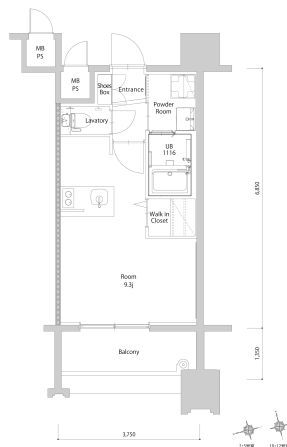 MB
PS
MB
PS
Shoes
Box
Entrance
Powder
Room
Lavatory
UB
1116
Walk in
Closet
6,850
Room
9.3j
Balcony
1,350
3,750